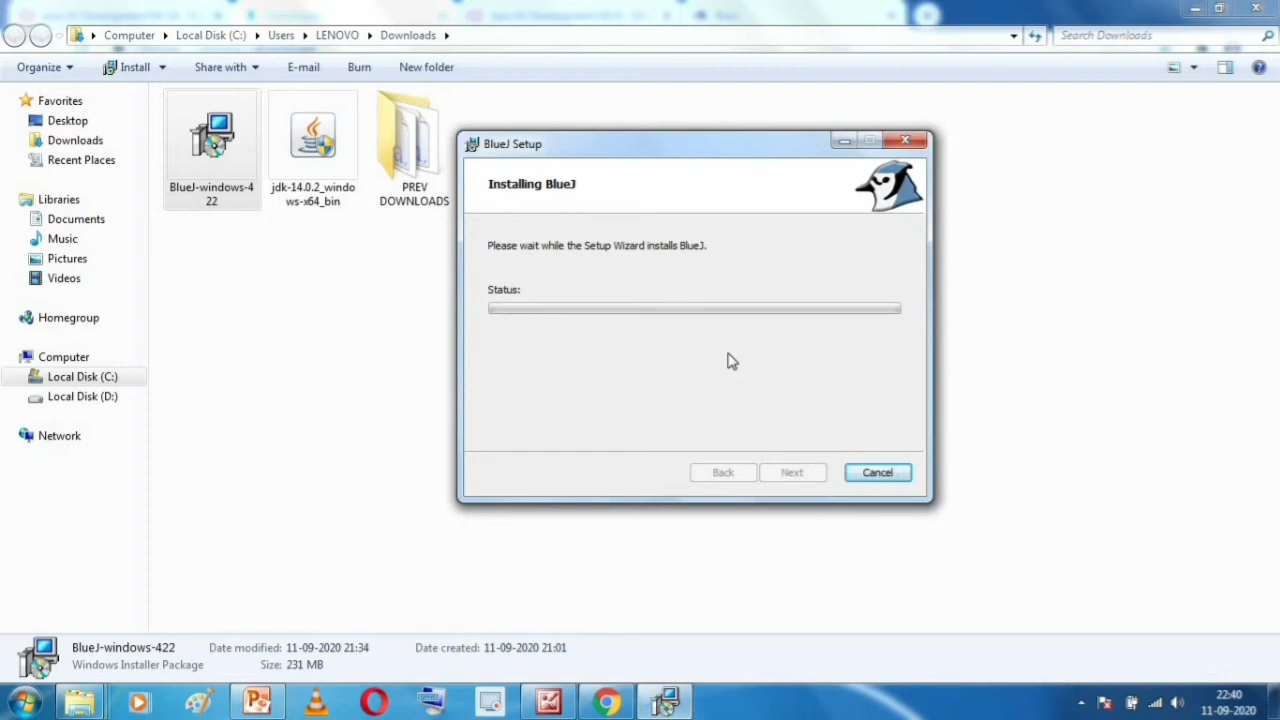 Computer Local Disk (C:) Users LENOVO Downloads
Search Downloads
Organize Install Share with E-mail Burn New folder
Favorites
Desktop
Downloads
Recent Places
Libraries
Documents
Music
Pictures
Videos
Homegroup
Computer
Local Disk (C:)
Local Disk (D:)
Network
BlueJ-windows-4
22
jdk-14.0.2_windo
ws-x64_bin
PREV
DOWNLOADS
BlueJ Setup
Installing BlueJ
Please wait while the Setup Wizard installs BlueJ.
Status:
Back Next Cancel
BlueJ-windows-422 Date modified: 11-09-2020 21:34 Date created: 11-09-2020 21:01
Windows Installer Package Size: 231 MB
22:40
11-09-2020